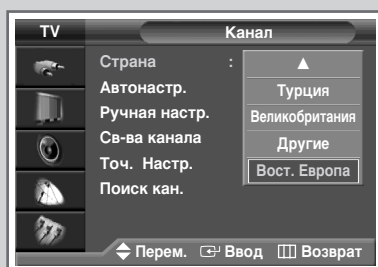 TV Канал
Страна :
Автонастр.
Ручная настр.
Св-ва канала
Точ. Настр.
Поиск кан.
▲
Турция
Великобритания
Другие
Вост. Европа
Перем. Ввод Возврат